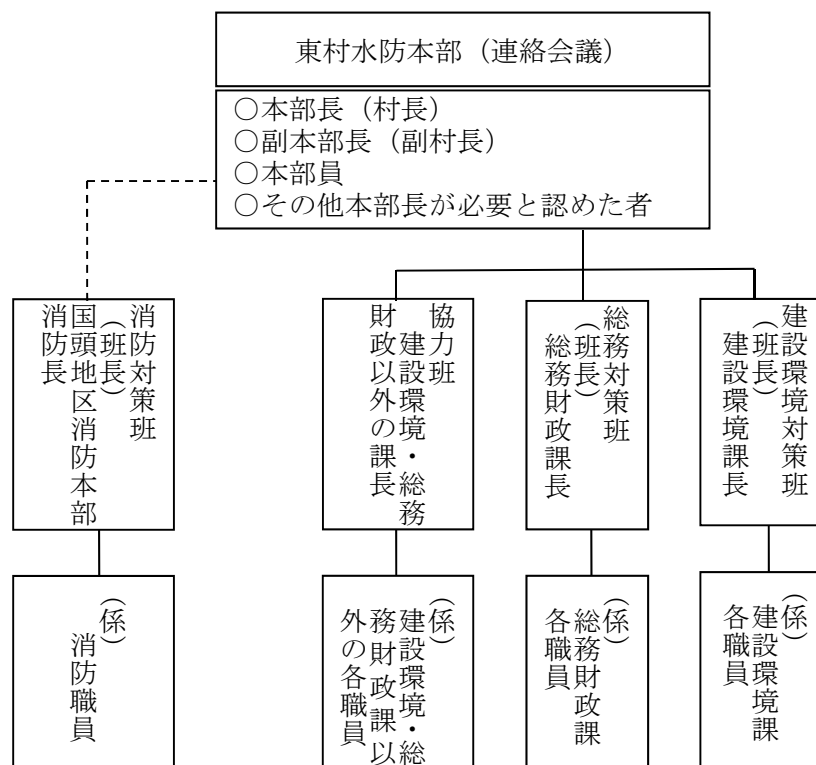 東村水防本部（連絡会議）
○本部長（村長）
○副本部長（副村長）
○本部員
○その他本部長が必要と認めた者
建設環境対策班
（班長）
建設環境課長
総務対策班
（班長）
総務財政課長
協力班
建設環境・総務
財政以外の課長
消防対策班
（班長）
国頭地区消防本部
消防長
（係）
建設環境課
各職員
（係）
総務財政課
各職員
（係）
建設環境・総
務財政課以
外の各職員
（係）
消防職員